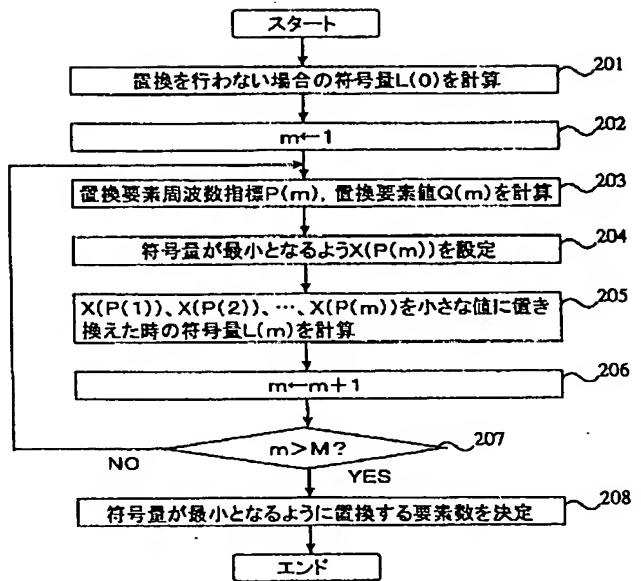 スタート
置換を行わない場合の符号量L(0)を計算
201
m←1
202
置換要素周波数指標P(m), 置換要素値Q(m)を計算
203
符号量が最小となるようX(P(m))を設定
204
X(P(1))、X(P(2))、…、X(P(m))を小さな値に置き
換えた時の符号量L(m)を計算
205
m←m+1
206
m>M?
207
NO
YES
符号量が最小となるように置換する要素数を決定
208
エンド